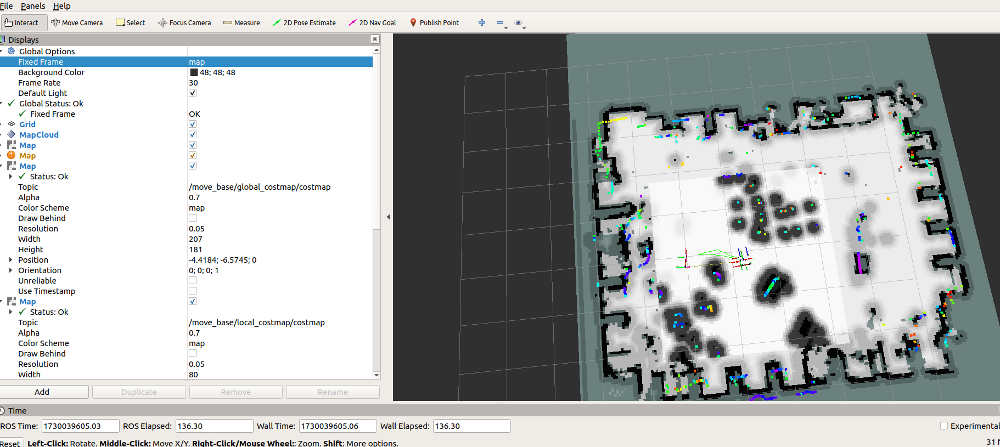 File Panels Help
Interact Move Camera Select Focus Camera Measure 2D Pose Estimate 2D Nav Goal Publish Point
Displays
Global Options
Fixed Frame map
Background Color 48; 48; 48
Frame Rate 30
Default Light
Global Status: Ok
Fixed Frame OK
Grid
MapCloud
Map
Map
Map
Status: Ok
Topic /move_base/global_costmap/costmap
Alpha 0.7
Color Scheme map
Draw Behind
Resolution 0.05
Width 207
Height 181
Position -4.4184; -6.5745; 0
Orientation 0; 0; 0; 1
Unreliable
Use Timestamp
Map
Status: Ok
Topic /move_base/local_costmap/costmap
Alpha 0.7
Color Scheme map
Draw Behind
Resolution 0.05
Width 80
Add Duplicate Remove Rename
Time
ROS Time: 1730039605.03 ROS Elapsed: 136.30 Wall Time: 1730039605.06 Wall Elapsed: 136.30 Experimental
Reset Left-Click: Rotate. Middle-Click: Move X/Y. Right-Click/Mouse Wheel:: Zoom. Shift: More options. 31 f